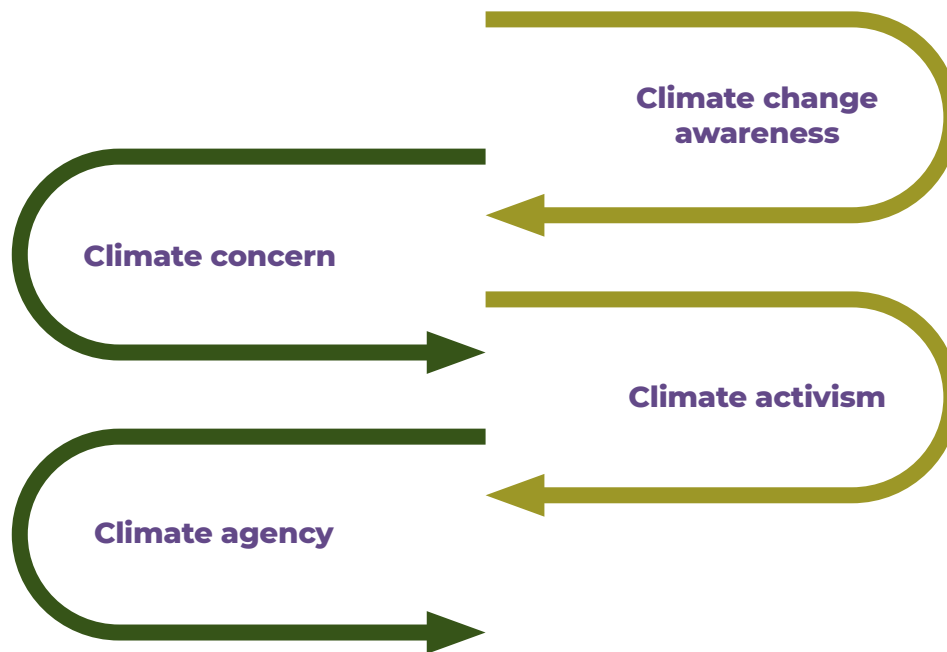 Climate change
awareness
Climate concern
Climate activism
Climate agency